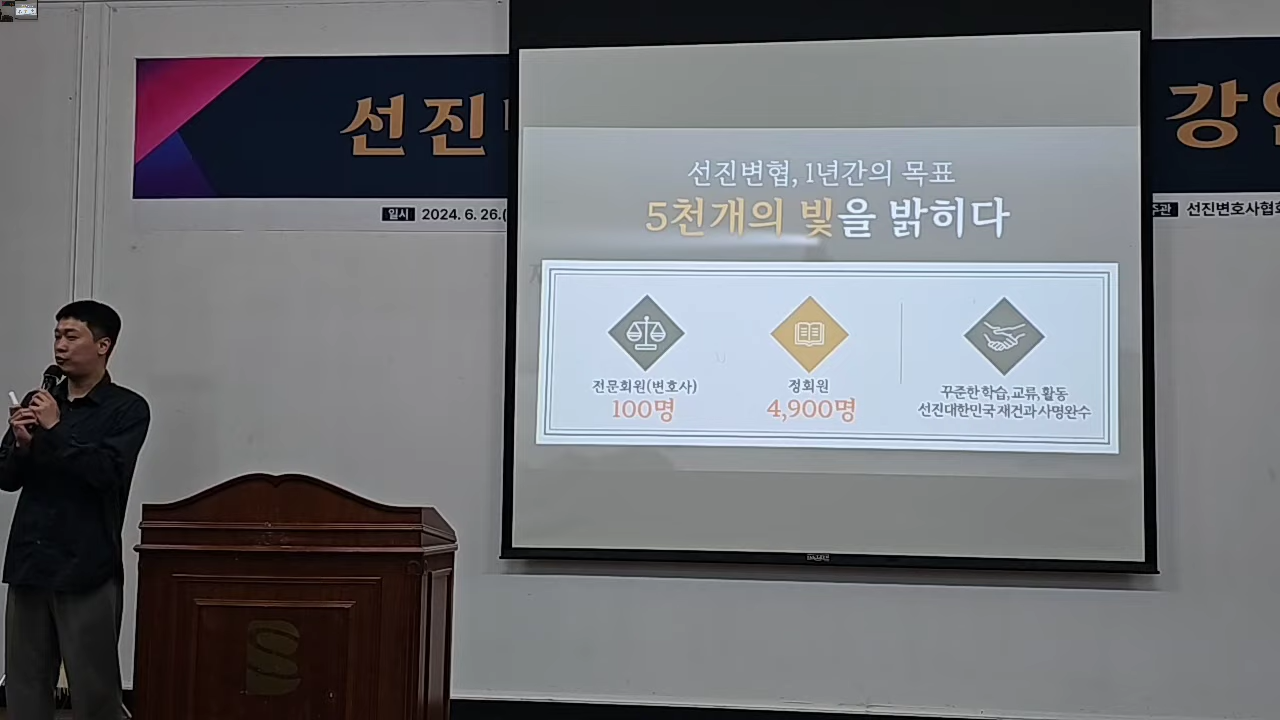 선진
강연
일시 2024. 6. 26.(
주관 선진변호사협회
선진변협, 1년간의 목표
5천개의 빛을 밝히다
전문회원(변호사)
100명
정회원
4,900명
꾸준한 학습, 교류, 활동
선진대한민국 재건과 사명완수